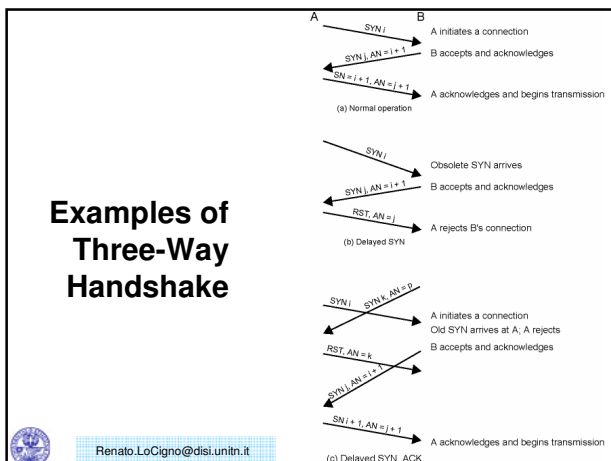 Examples of
Three-Way
Handshake
Renato.LoCigno@disi.unitn.it
A B
SYN i
A initiates a connection
SYN j, AN = i + 1
B accepts and acknowledges
SN = i + 1, AN = j + 1
A acknowledges and begins transmission
(a) Normal operation
SYN i
Obsolete SYN arrives
SYN j, AN = i + 1
B accepts and acknowledges
RST, AN = j
A rejects B's connection
(b) Delayed SYN
SYN i
SYN k, AN = p
A initiates a connection
Old SYN arrives at A; A rejects
RST, AN = k
B accepts and acknowledges
SYN j, AN = i + 1
SN i + 1, AN = j + 1
A acknowledges and begins transmission
(c) Delayed SYN, ACK